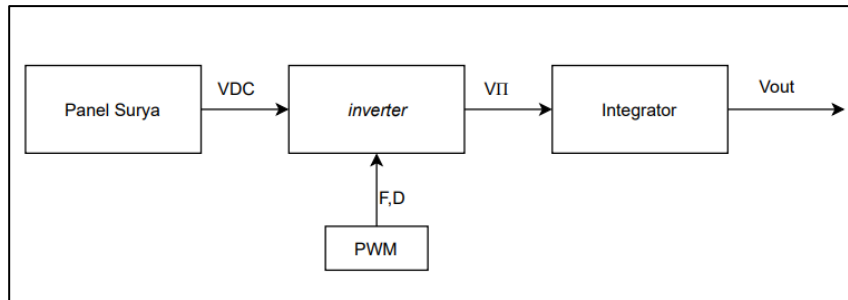 Panel Surya
VDC
inverter
VΠ
Integrator
Vout
F,D
PWM